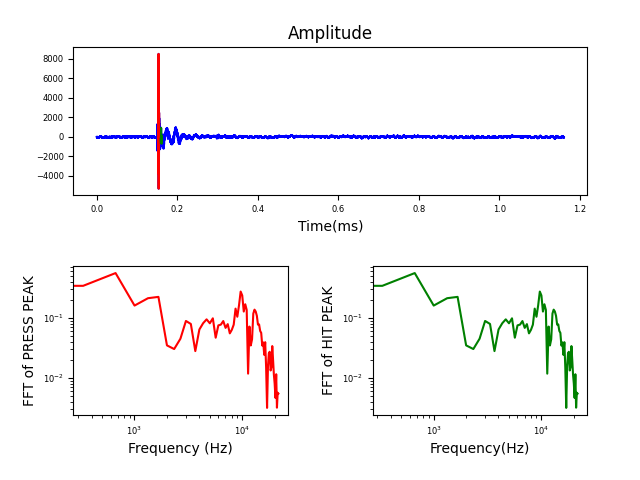 Amplitude
8000
6000
4000
2000
0
−2000
−4000
0.0 0.2 0.4 0.6 0.8 1.0 1.2
Time(ms)
FFT of PRESS PEAK
10⁻¹
10⁻²
10³ 10⁴
Frequency (Hz)
FFT of HIT PEAK
10⁻¹
10⁻²
10³ 10⁴
Frequency(Hz)